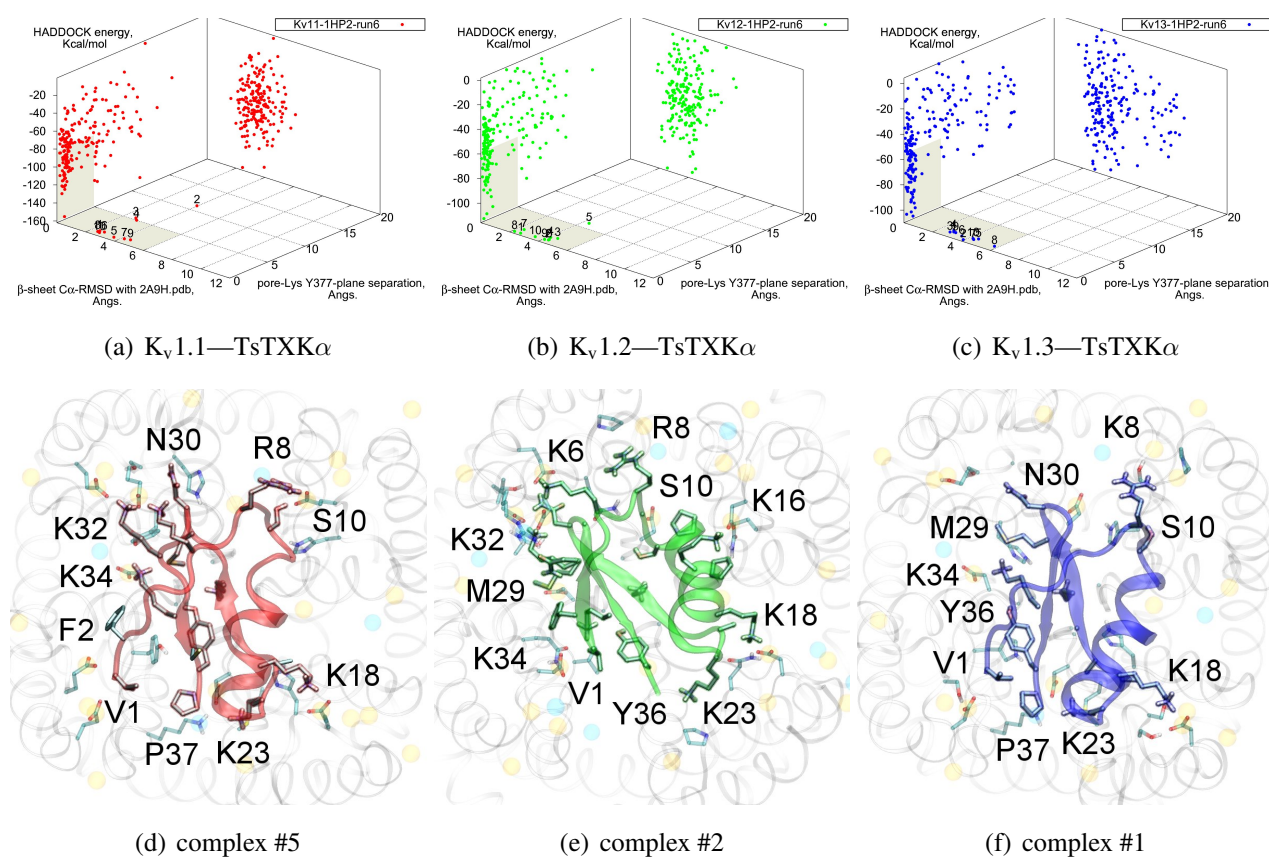 HADDOCK energy,
Kcal/mol
Kv11-1HP2-run6
-20
-40
-60
-80
-100
-120
-140
-160
0
2
4
6
8
10
12
0
5
10
15
20
2
3
4
5
79
β-sheet Cα-RMSD with 2A9H.pdb,
Angs.
pore-Lys Y377-plane separation,
Angs.
(a) Kv1.1—TsTXKα
HADDOCK energy,
Kcal/mol
Kv12-1HP2-run6
0
-20
-40
-60
-80
-100
0
2
4
6
8
10
12
0
5
10
15
20
5
7
81
10
β-sheet Cα-RMSD with 2A9H.pdb,
Angs.
pore-Lys Y377-plane separation,
Angs.
(b) Kv1.2—TsTXKα
HADDOCK energy,
Kcal/mol
Kv13-1HP2-run6
0
-20
-40
-60
-80
-100
0
2
4
6
8
10
12
0
5
10
15
20
2
8
β-sheet Cα-RMSD with 2A9H.pdb,
Angs.
pore-Lys Y377-plane separation,
Angs.
(c) Kv1.3—TsTXKα
N30
R8
S10
K32
K34
F2
V1
K18
P37
K23
(d) complex #5
R8
K6
S10
K16
K32
M29
K18
K34
V1
Y36
K23
(e) complex #2
K8
N30
M29
S10
K34
Y36
V1
K18
P37
K23
(f) complex #1